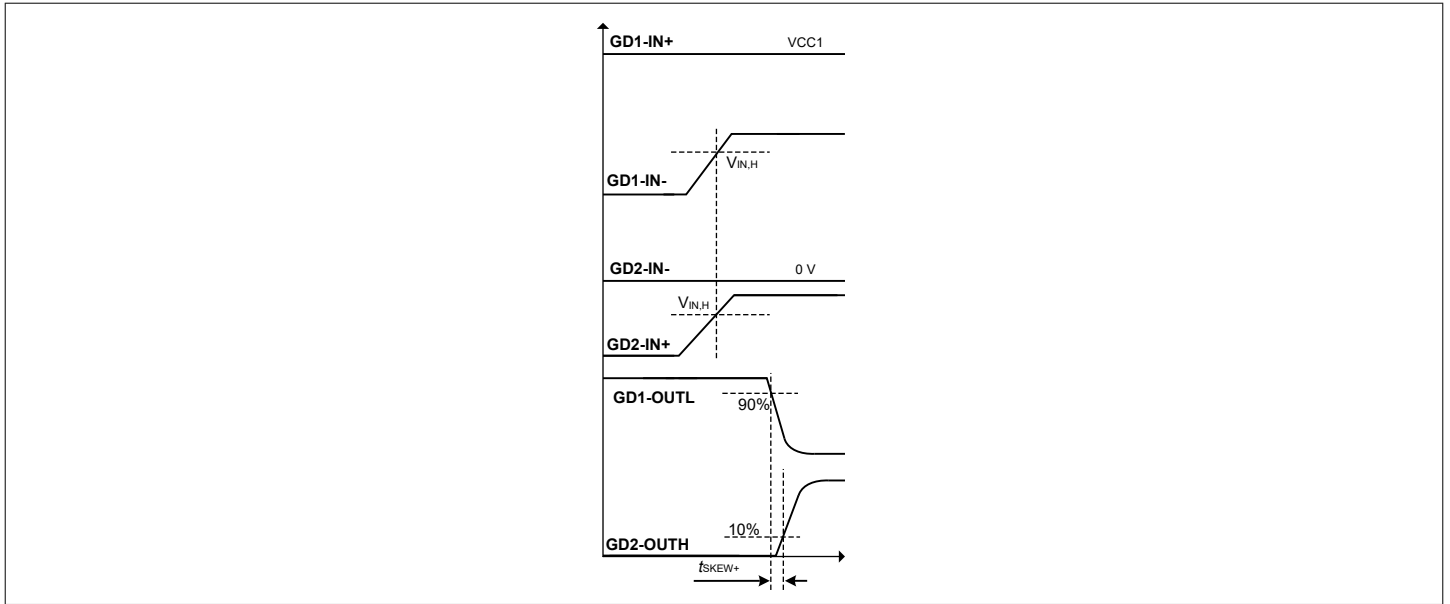 GD1-IN+ VCC1
VIN,H
GD1-IN-
GD2-IN- 0 V
VIN,H
GD2-IN+
GD1-OUTL
90%
10%
GD2-OUTH
tSKEW+